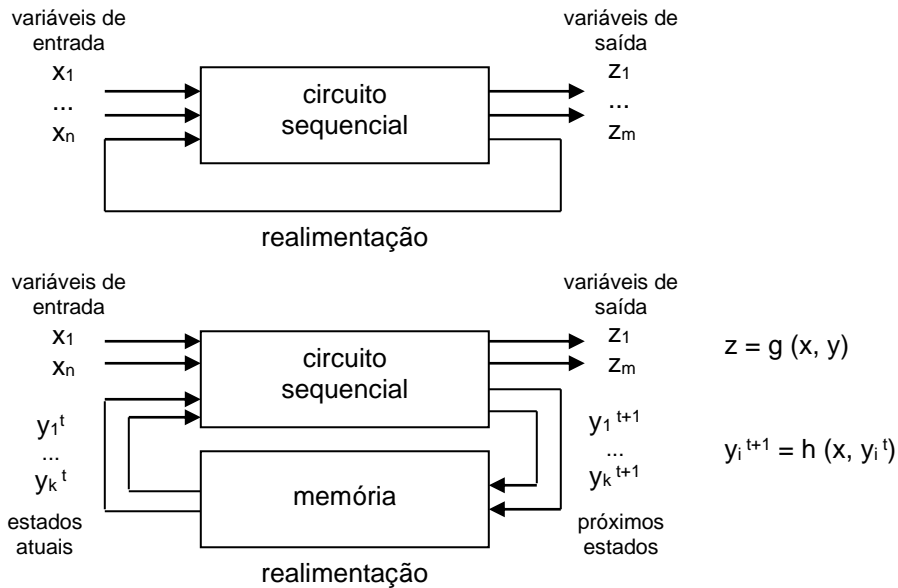 variáveis de
entrada
x1
...
xn
circuito
sequencial
variáveis de
saída
z1
...
zm
realimentação
variáveis de
entrada
x1
xn
y1 t
...
yk t
estados
atuais
circuito
sequencial
memória
realimentação
variáveis de
saída
z1
zm
y1 t+1
...
yk t+1
próximos
estados
z = g (x, y)
yi t+1 = h (x, yi t)